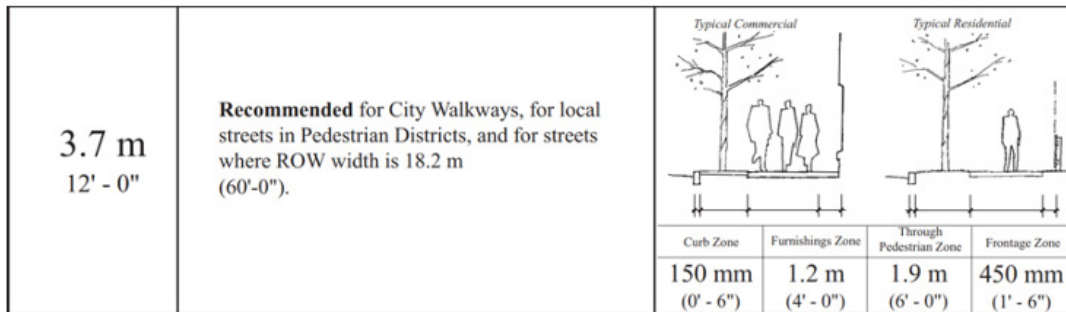 3.7 m
12' - 0"
Recommended for City Walkways, for local
streets in Pedestrian Districts, and for streets
where ROW width is 18.2 m
(60'-0").
Typical Commercial
Typical Residential
Curb Zone
Furnishings Zone
Through
Pedestrian Zone
Frontage Zone
150 mm
(0' - 6")
1.2 m
(4' - 0")
1.9 m
(6' - 0")
450 mm
(1' - 6")